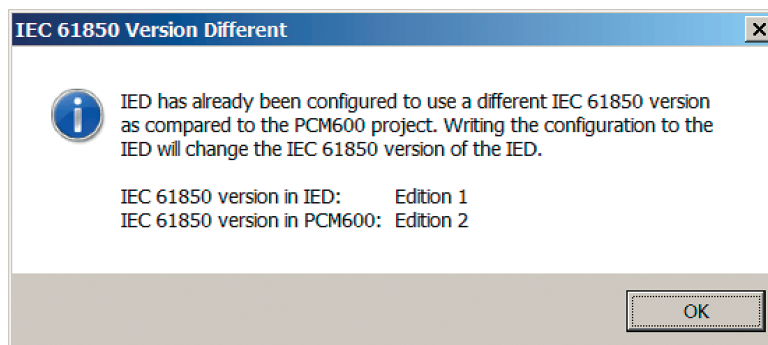 IEC 61850 Version Different
IED has already been configured to use a different IEC 61850 version
as compared to the PCM600 project. Writing the configuration to the
IED will change the IEC 61850 version of the IED.
IEC 61850 version in IED: Edition 1
IEC 61850 version in PCM600: Edition 2
OK